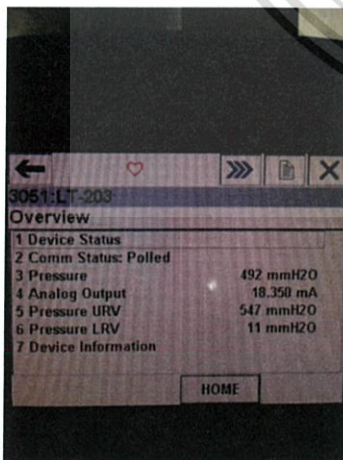 3051:LT-203
Overview
1 Device Status
2 Comm Status: Polled
3 Pressure 492 mmH2O
4 Analog Output 18.350 mA
5 Pressure URV 547 mmH2O
6 Pressure LRV 11 mmH2O
7 Device Information
HOME